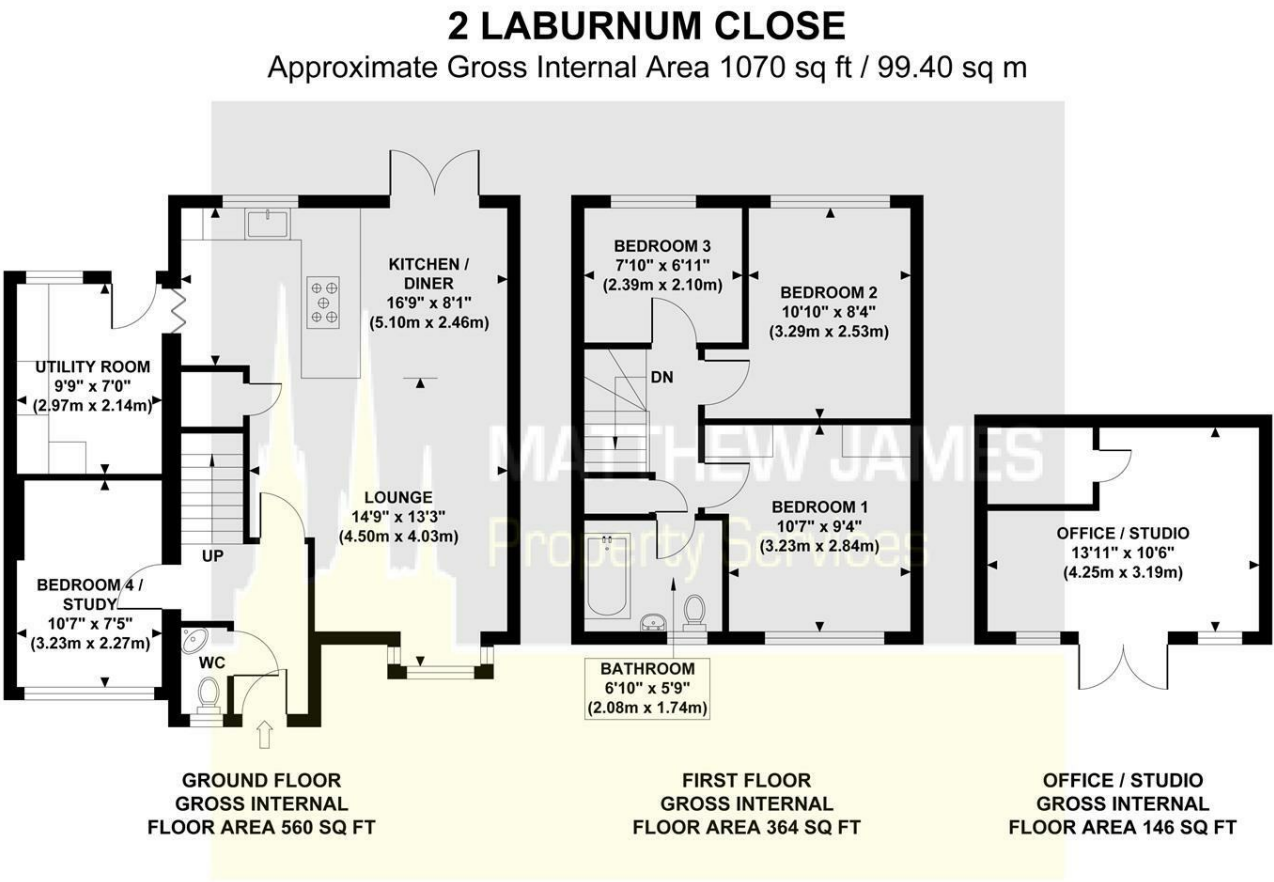 2 LABURNUM CLOSE
Approximate Gross Internal Area 1070 sq ft / 99.40 sq m
KITCHEN /
DINER
16'9" x 8'1"
(5.10m x 2.46m)
UTILITY ROOM
9'9" x 7'0"
(2.97m x 2.14m)
LOUNGE
14'9" x 13'3"
(4.50m x 4.03m)
UP
BEDROOM 4 /
STUDY
10'7" x 7'5"
(3.23m x 2.27m)
WC
BEDROOM 3
7'10" x 6'11"
(2.39m x 2.10m)
BEDROOM 2
10'10" x 8'4"
(3.29m x 2.53m)
DN
BEDROOM 1
10'7" x 9'4"
(3.23m x 2.84m)
BATHROOM
6'10" x 5'9"
(2.08m x 1.74m)
OFFICE / STUDIO
13'11" x 10'6"
(4.25m x 3.19m)
MATTHEW JAMES
Property Services
GROUND FLOOR
GROSS INTERNAL
FLOOR AREA 560 SQ FT
FIRST FLOOR
GROSS INTERNAL
FLOOR AREA 364 SQ FT
OFFICE / STUDIO
GROSS INTERNAL
FLOOR AREA 146 SQ FT